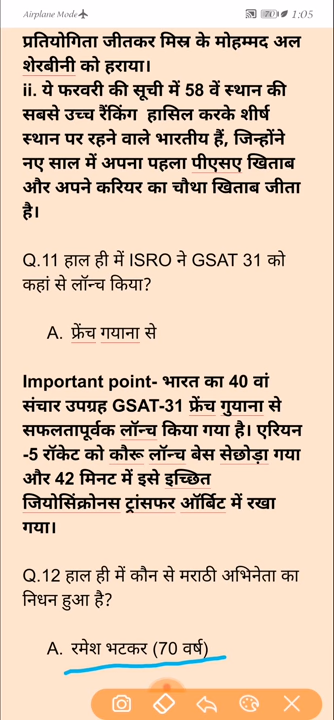 Airplane Mode
70
1:05
प्रतियोगिता जीतकर मिस्र के मोहम्मद अल
शेरबीनी को हराया।
ii. ये फरवरी की सूची में 58 वें स्थान की
सबसे उच्च रैंकिंग हासिल करके शीर्ष
स्थान पर रहने वाले भारतीय हैं, जिन्होंने
नए साल में अपना पहला पीएसए खिताब
और अपने करियर का चौथा खिताब जीता
है।
Q.11 हाल ही में ISRO ने GSAT 31 को
कहां से लॉन्च किया?
A. फ्रेंच गयाना से
Important point- भारत का 40 वां
संचार उपग्रह GSAT-31 फ्रेंच गुयाना से
सफलतापूर्वक लॉन्च किया गया है। एरियन
-5 रॉकेट को कौरू लॉन्च बेस सेछोड़ा गया
और 42 मिनट में इसे इच्छित
जियोसिंक्रोनस ट्रांसफर ऑर्बिट में रखा
गया।
Q.12 हाल ही में कौन से मराठी अभिनेता का
निधन हुआ है?
A. रमेश भटकर (70 वर्ष)